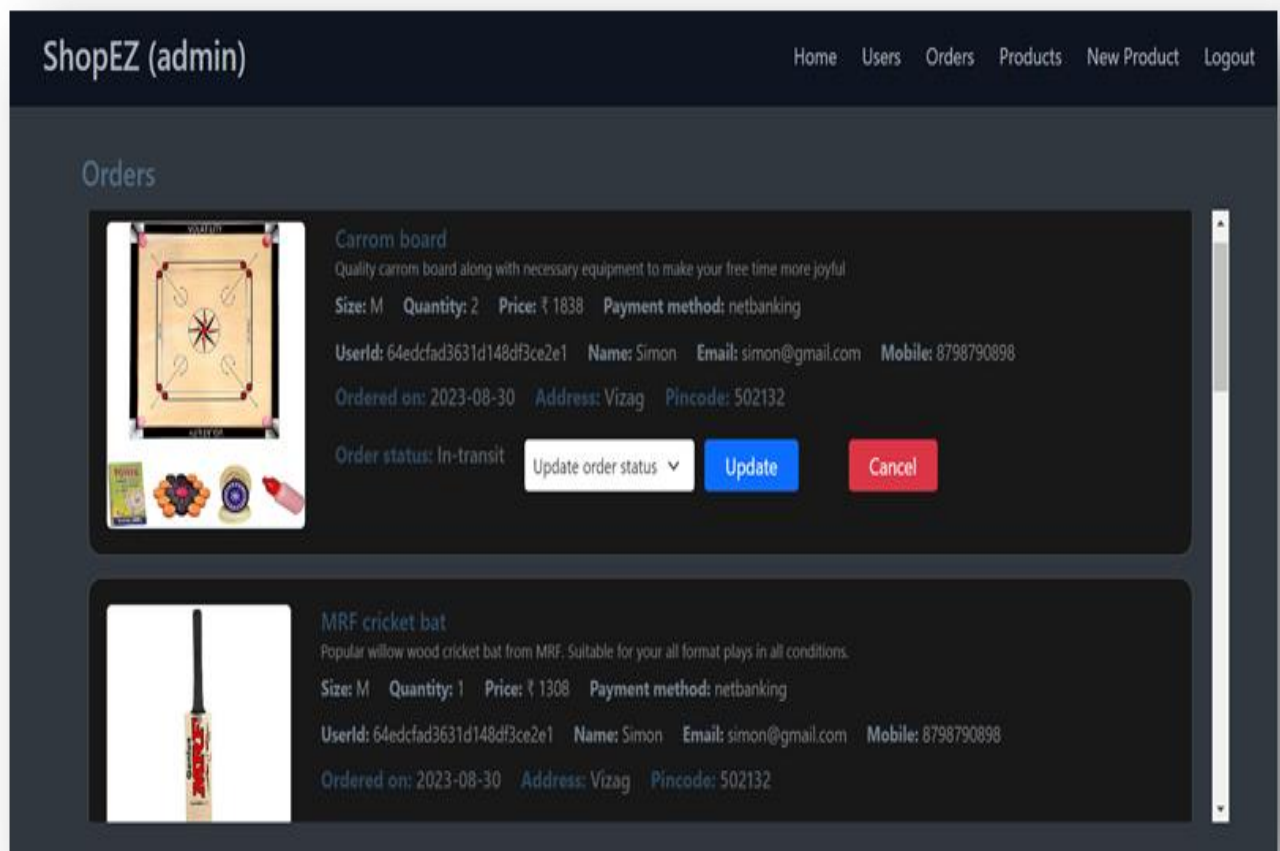 ShopEZ (admin)
Home Users Orders Products New Product Logout
Orders
Carrom board
Quality carrom board along with necessary equipment to make your free time more joyful
Size: M Quantity: 2 Price: ₹ 1838 Payment method: netbanking
UserId: 64edcfad3631d148df3ce2e1 Name: Simon Email: simon@gmail.com Mobile: 8798790898
Ordered on: 2023-08-30 Address: Vizag Pincode: 502132
Order status: In-transit Update order status Update Cancel
MRF cricket bat
Popular willow wood cricket bat from MRF. Suitable for your all format plays in all conditions.
Size: M Quantity: 1 Price: ₹ 1308 Payment method: netbanking
UserId: 64edcfad3631d148df3ce2e1 Name: Simon Email: simon@gmail.com Mobile: 8798790898
Ordered on: 2023-08-30 Address: Vizag Pincode: 502132